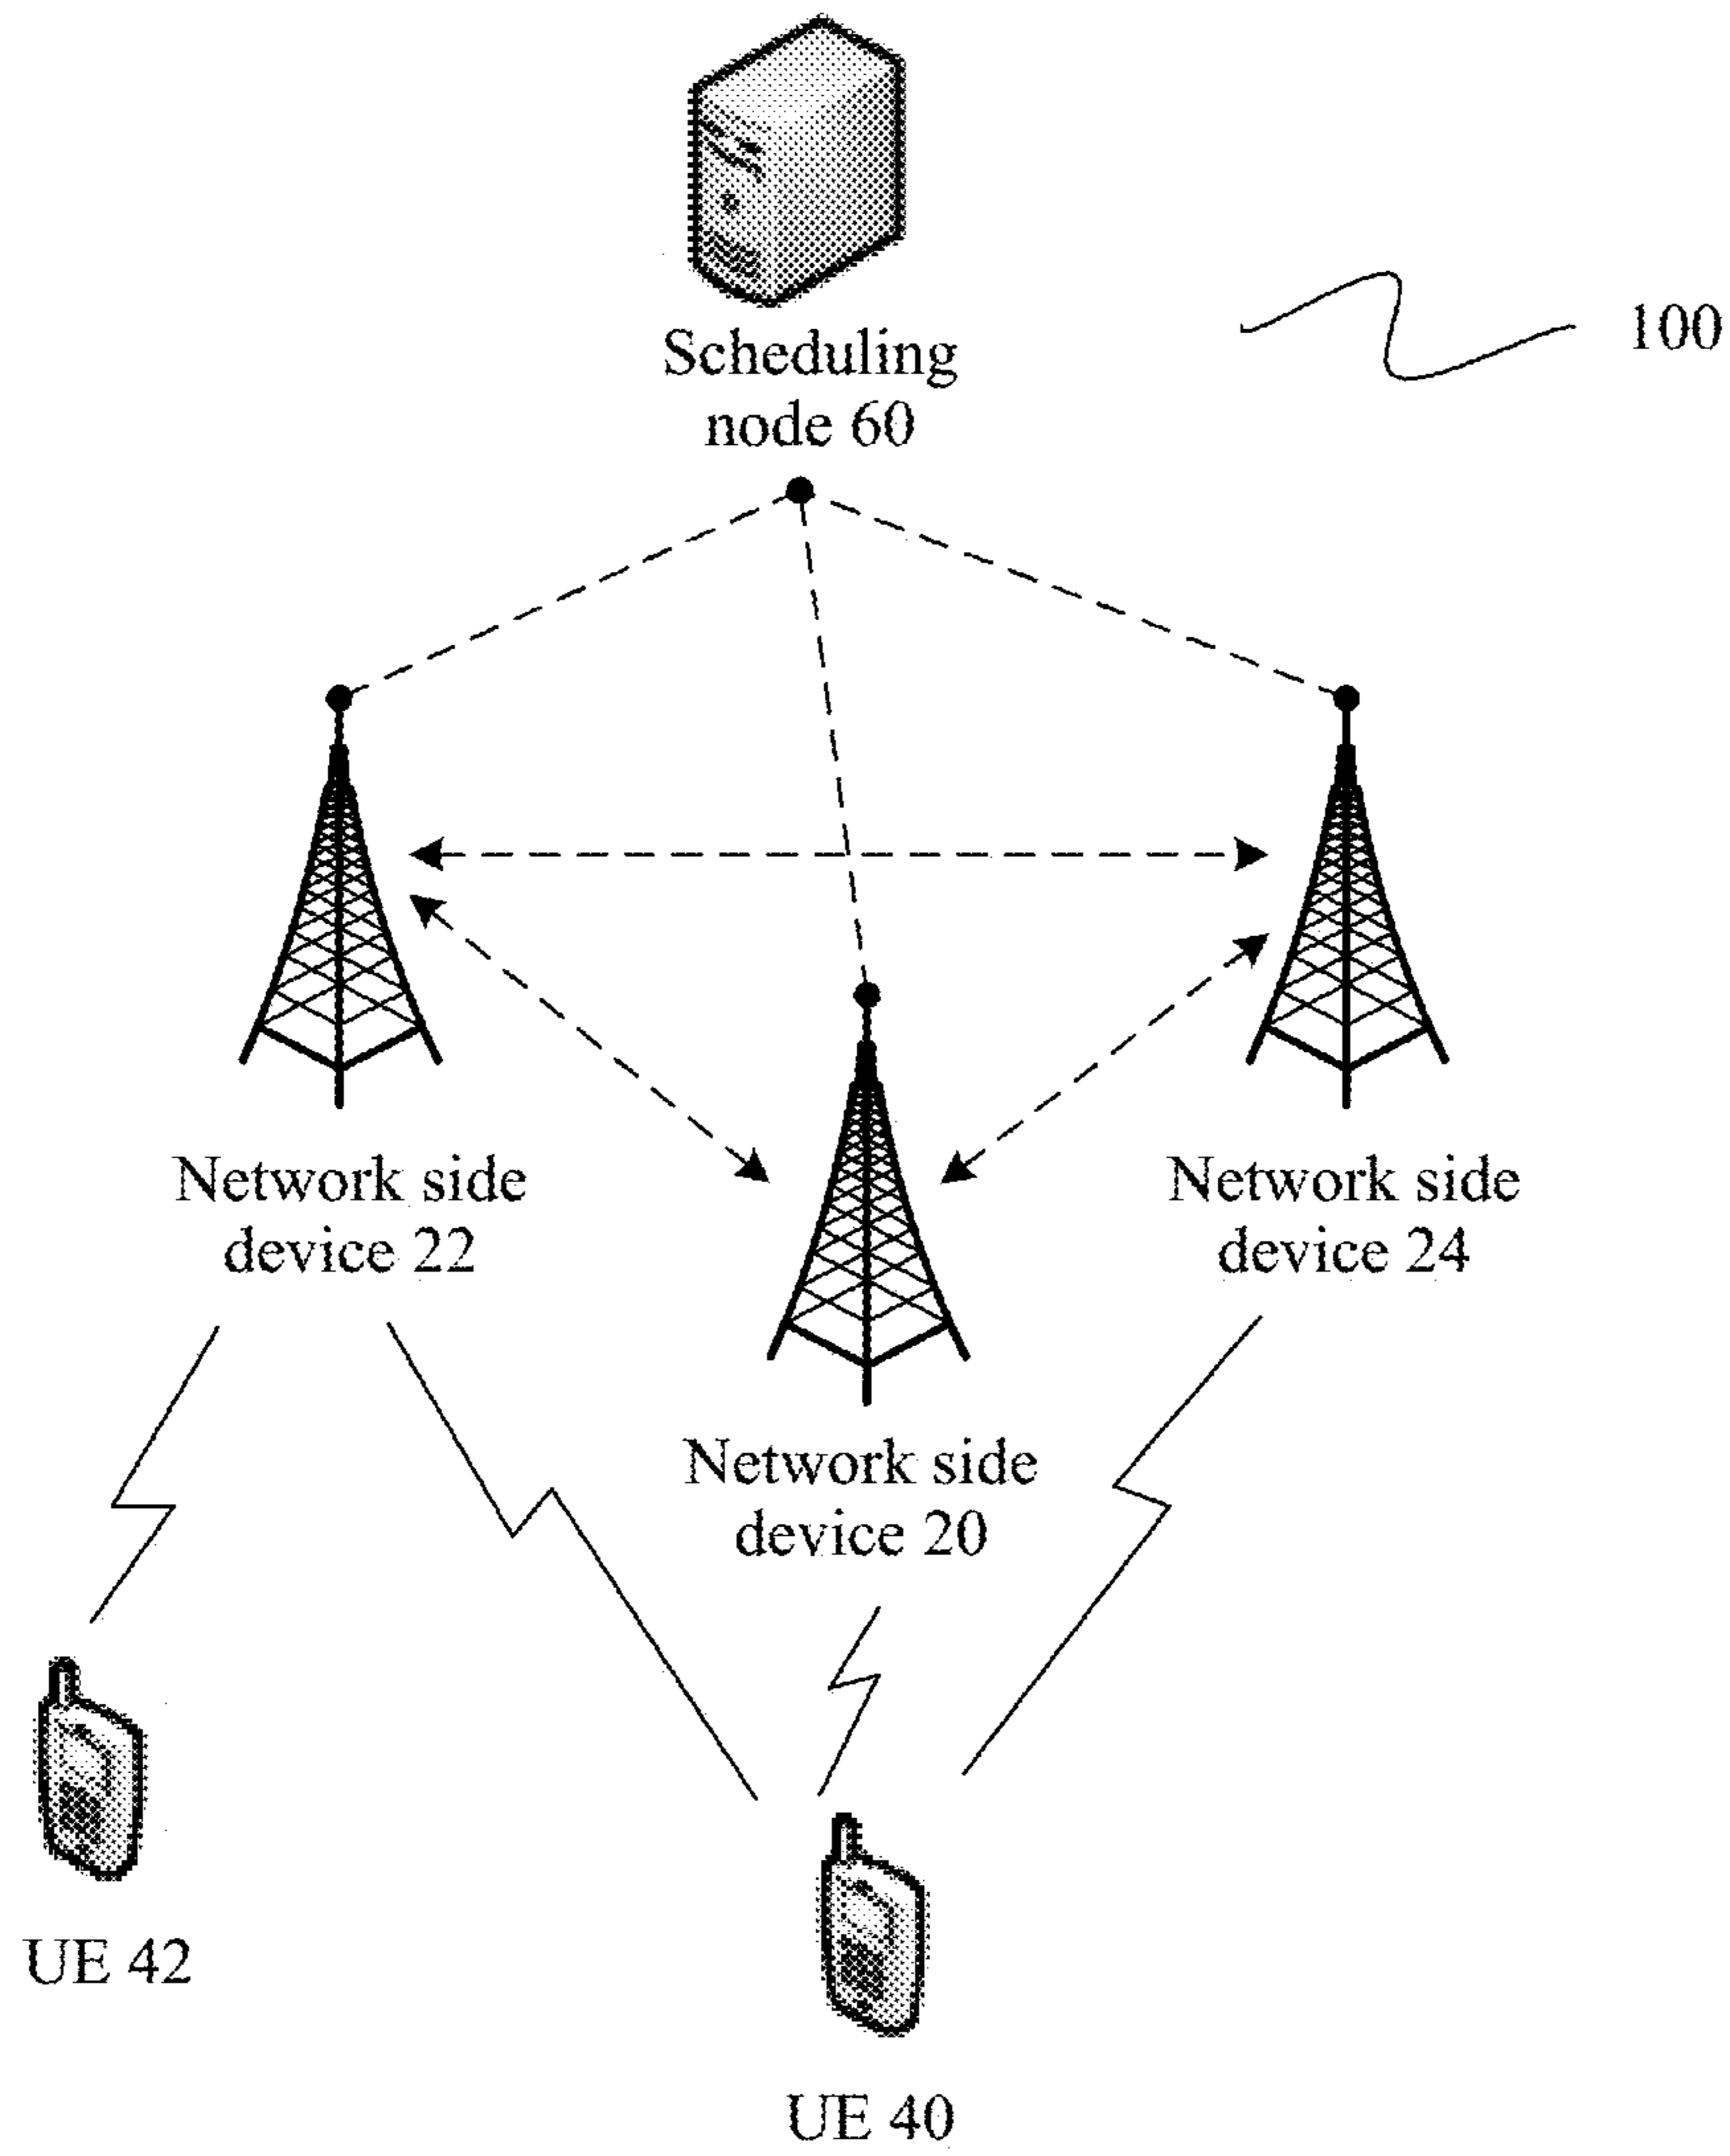 Scheduling
node 60
100
Network side
device 22
Network side
device 24
Network side
device 20
UE 42
UE 40